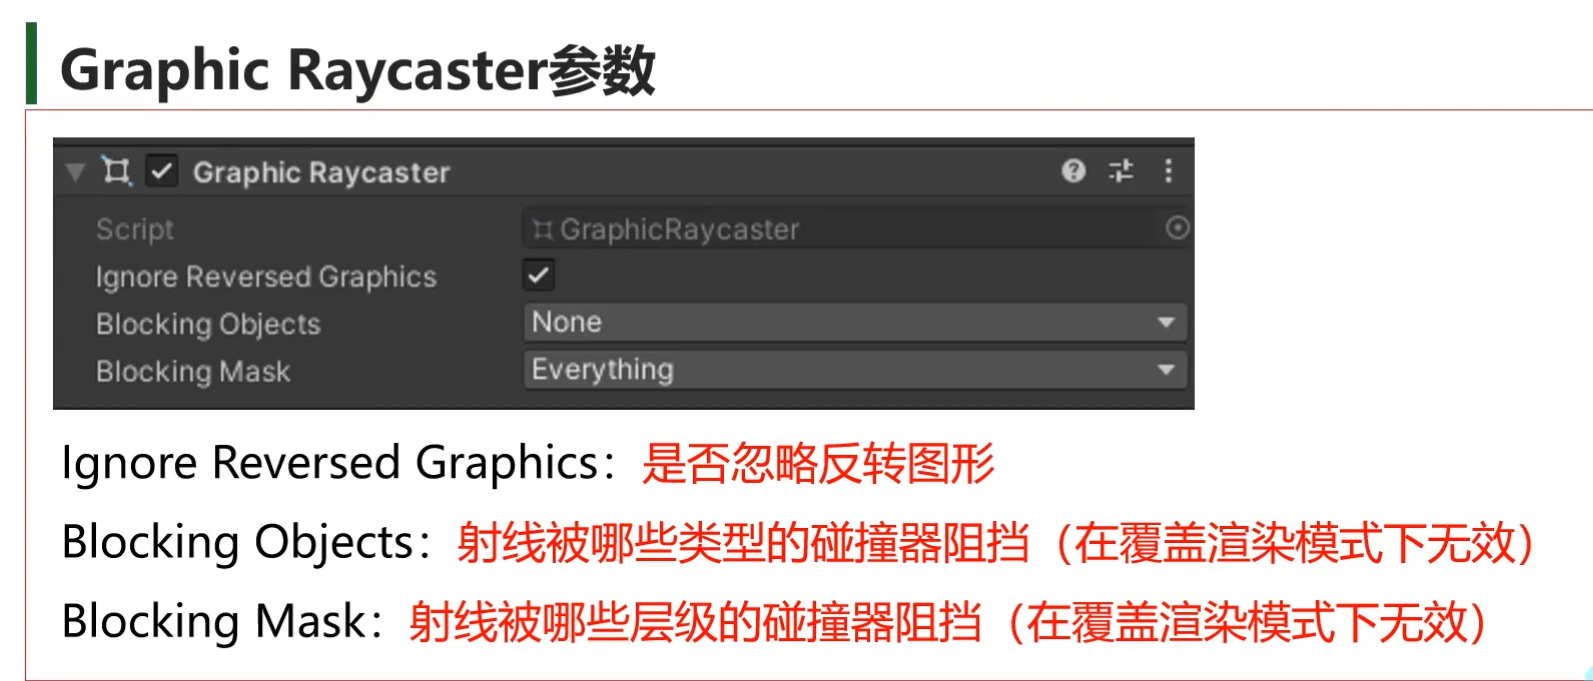 Graphic Raycaster参数
Graphic Raycaster
Script GraphicRaycaster
Ignore Reversed Graphics
Blocking Objects None
Blocking Mask Everything
Ignore Reversed Graphics：是否忽略反转图形
Blocking Objects：射线被哪些类型的碰撞器阻挡（在覆盖渲染模式下无效）
Blocking Mask：射线被哪些层级的碰撞器阻挡（在覆盖渲染模式下无效）